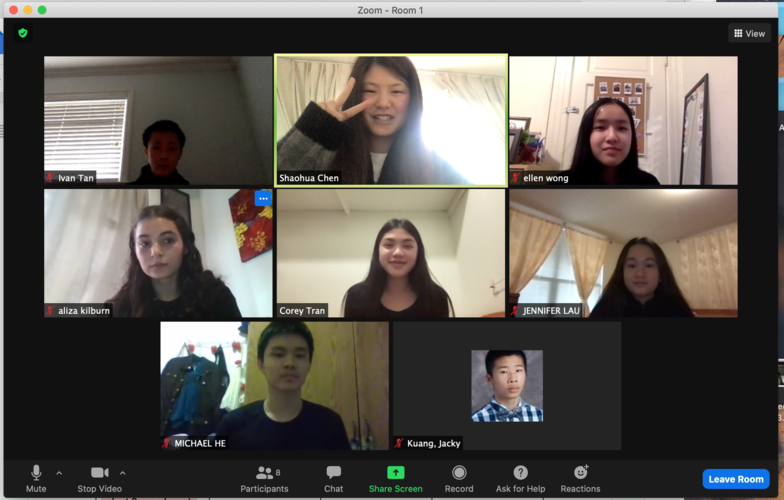 Zoom - Room 1
View
Ivan Tan
Shaohua Chen
ellen wong
aliza kilburn
Corey Tran
JENNIFER LAU
MICHAEL HE
Kuang, Jacky
Mute
Stop Video
8
Participants
Chat
Share Screen
Record
Ask for Help
Reactions
Leave Room